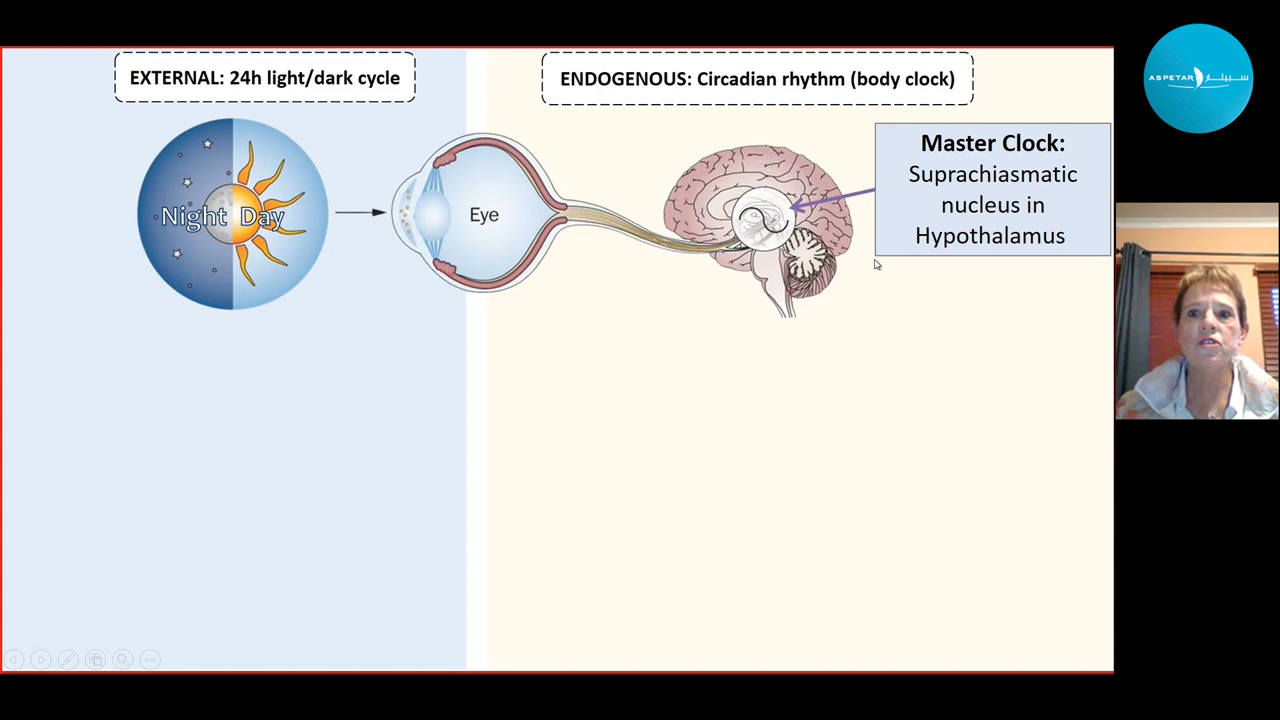 EXTERNAL: 24h light/dark cycle
ENDOGENOUS: Circadian rhythm (body clock)
Night Day
Eye
Master Clock:
Suprachiasmatic
nucleus in
Hypothalamus
ASPETAR سبيتار